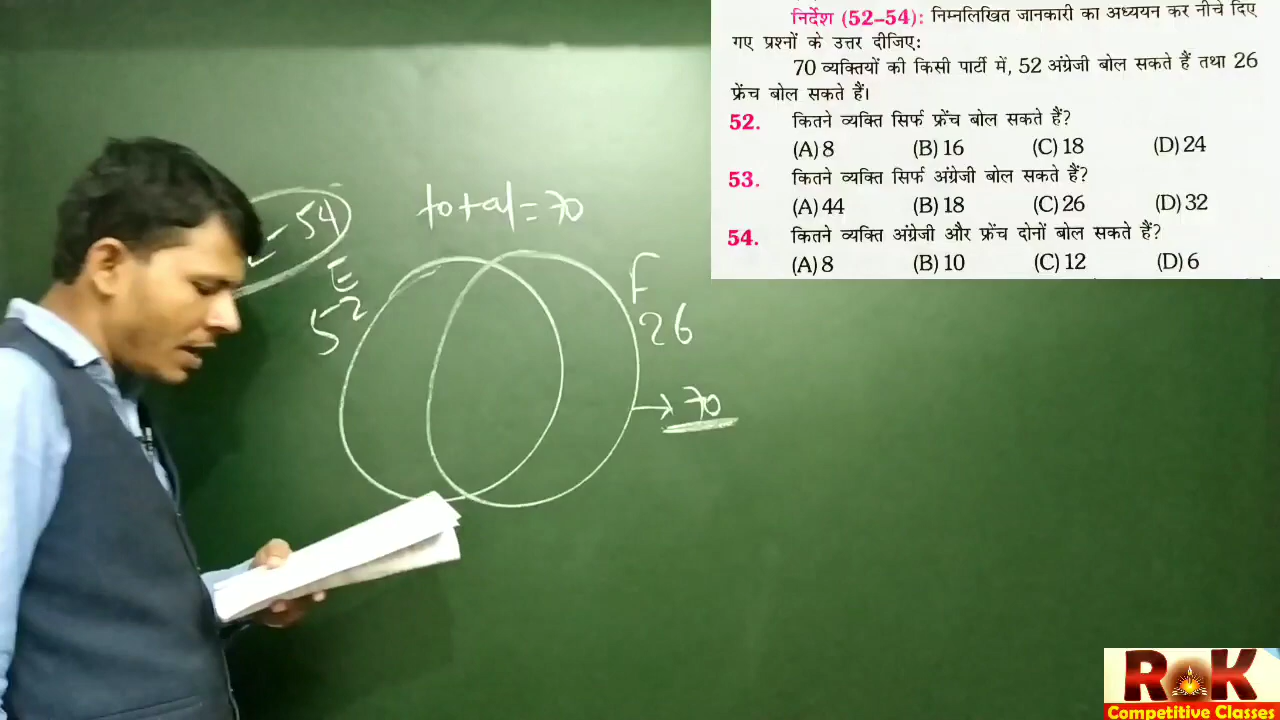 निर्देश (52–54): निम्नलिखित जानकारी का अध्ययन कर नीचे दिए
गए प्रश्नों के उत्तर दीजिए:
70 व्यक्तियों की किसी पार्टी में, 52 अंग्रेजी बोल सकते हैं तथा 26
फ्रेंच बोल सकते हैं।
52. कितने व्यक्ति सिर्फ फ्रेंच बोल सकते हैं?
(A) 8 (B) 16 (C) 18 (D) 24
53. कितने व्यक्ति सिर्फ अंग्रेजी बोल सकते हैं?
(A) 44 (B) 18 (C) 26 (D) 32
54. कितने व्यक्ति अंग्रेजी और फ्रेंच दोनों बोल सकते हैं?
(A) 8 (B) 10 (C) 12 (D) 6
-54
total=70
E
52
F
26
→70
RK
Competitive Classes